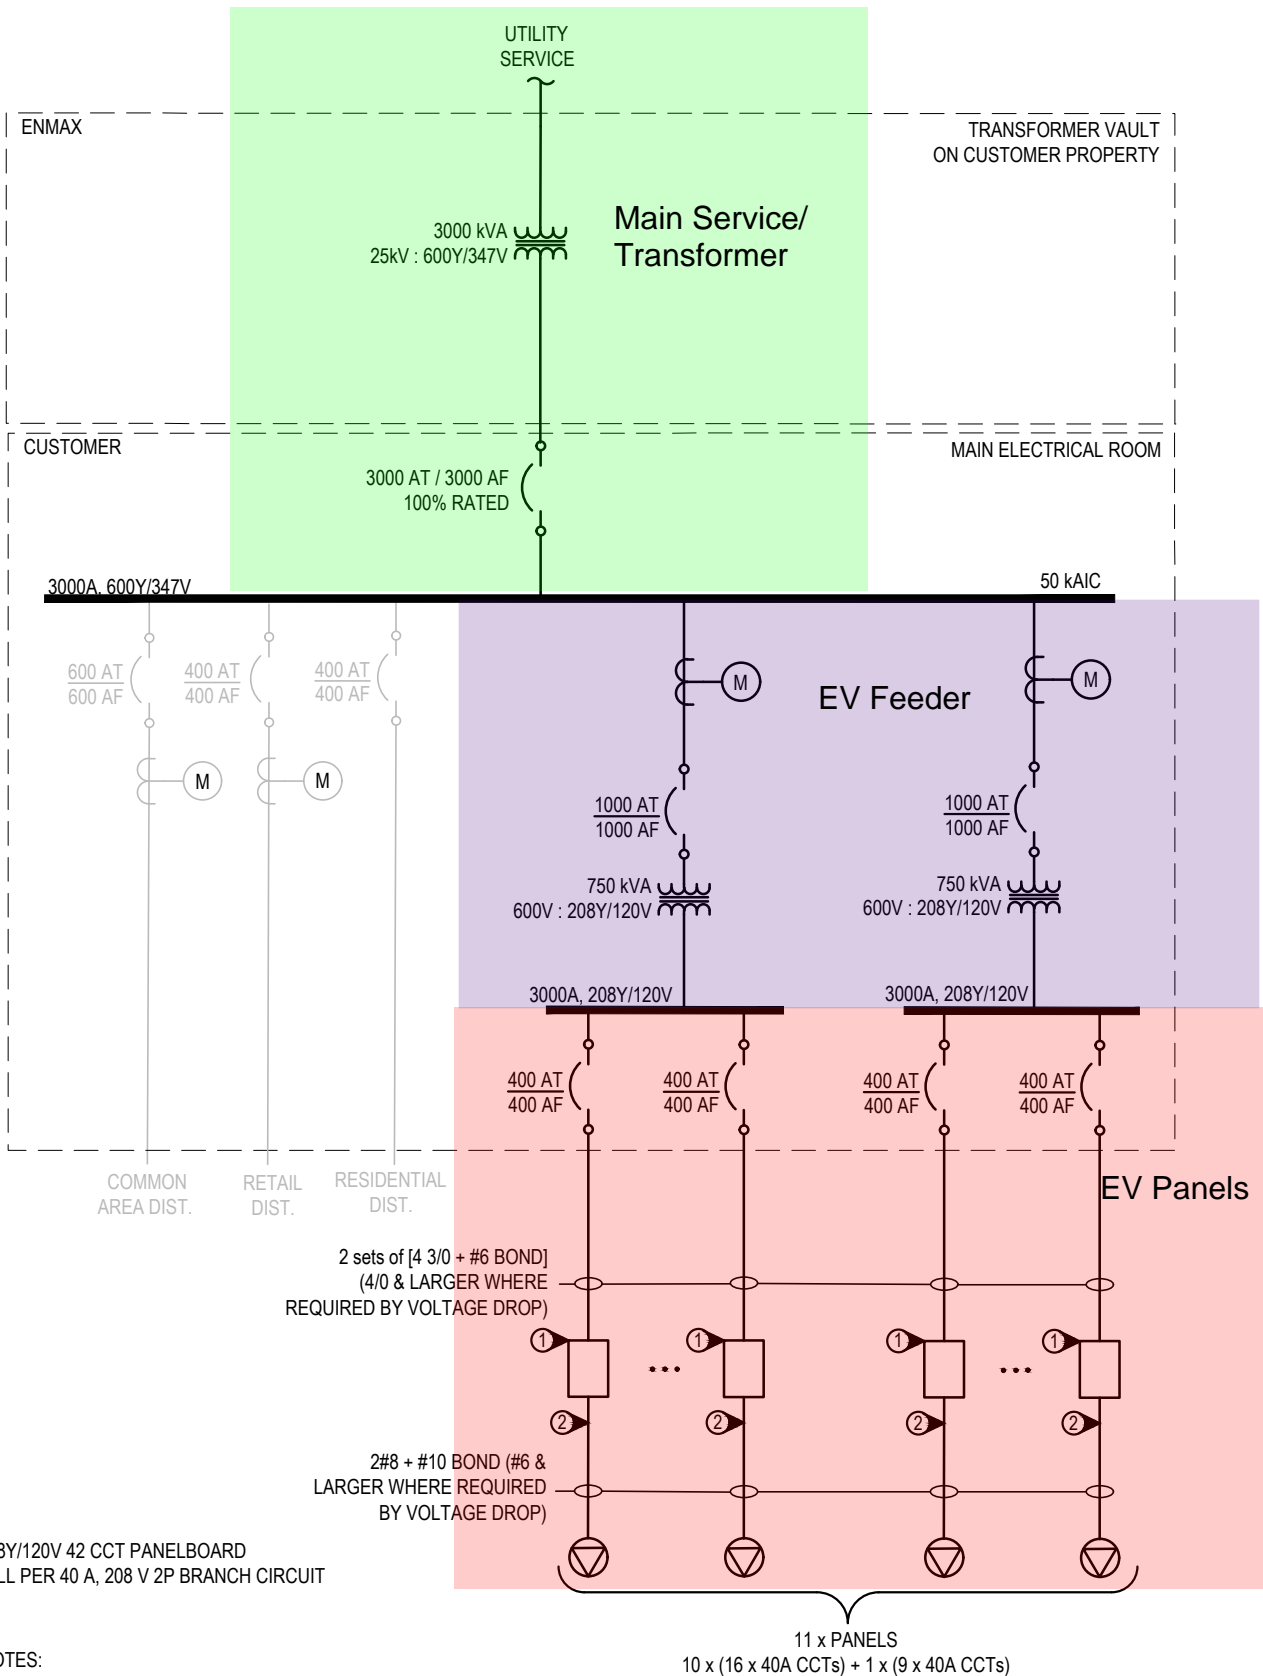 UTILITY
SERVICE
ENMAX
TRANSFORMER VAULT
ON CUSTOMER PROPERTY
Main Service/
Transformer
3000 kVA
25kV : 600Y/347V
CUSTOMER
MAIN ELECTRICAL ROOM
3000 AT / 3000 AF
100% RATED
3000A, 600Y/347V
50 kAIC
600 AT
600 AF
400 AT
400 AF
400 AT
400 AF
M
M
EV Feeder
M
M
1000 AT
1000 AF
1000 AT
1000 AF
750 kVA
600V : 208Y/120V
750 kVA
600V : 208Y/120V
3000A, 208Y/120V
3000A, 208Y/120V
400 AT
400 AF
400 AT
400 AF
400 AT
400 AF
400 AT
400 AF
COMMON
AREA DIST.
RETAIL
DIST.
RESIDENTIAL
DIST.
EV Panels
2 sets of [4 3/0 + #6 BOND]
(4/0 & LARGER WHERE
REQUIRED BY VOLTAGE DROP)
1
1
1
1
2
2
2
2
2#8 + #10 BOND (#6 &
LARGER WHERE REQUIRED
BY VOLTAGE DROP)
8Y/120V 42 CCT PANELBOARD
LL PER 40 A, 208 V 2P BRANCH CIRCUIT
11 x PANELS
10 x (16 x 40A CCTs) + 1 x (9 x 40A CCTs)
OTES: